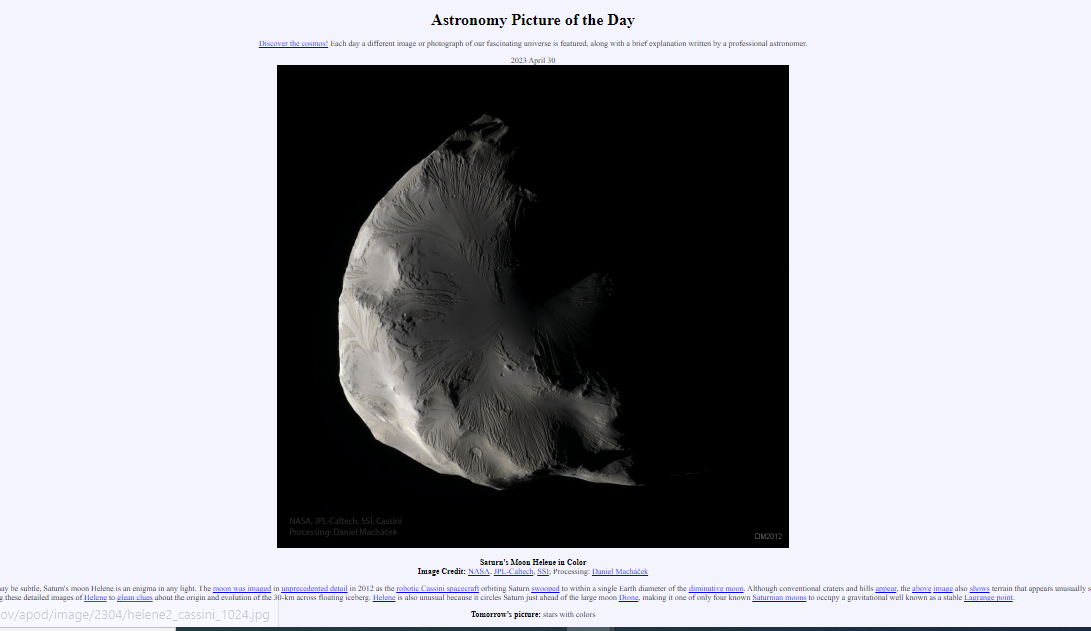 Astronomy Picture of the Day
Discover the cosmos! Each day a different image or photograph of our fascinating universe is featured, along with a brief explanation written by a professional astronomer.
2023 April 30
NASA, JPL-Caltech, SSI, Cassini
Processing: Daniel Macháček
DM2012
Saturn's Moon Helene in Color
Image Credit: NASA, JPL-Caltech, SSI; Processing: Daniel Macháček
may be subtle, Saturn's moon Helene is an enigma in any light. The moon was imaged in unprecedented detail in 2012 as the robotic Cassini spacecraft orbiting Saturn swooped to within a single Earth diameter of the diminutive moon. Although conventional craters and hills appear, the above image also shows terrain that appears unusually s
g these detailed images of Helene to glean clues about the origin and evolution of the 30-km across floating iceberg. Helene is also unusual because it circles Saturn just ahead of the large moon Dione, making it one of only four known Saturnian moons to occupy a gravitational well known as a stable Lagrange point.
ov/apod/image/2304/helene2_cassini_1024.jpg
Tomorrow's picture: stars with colors